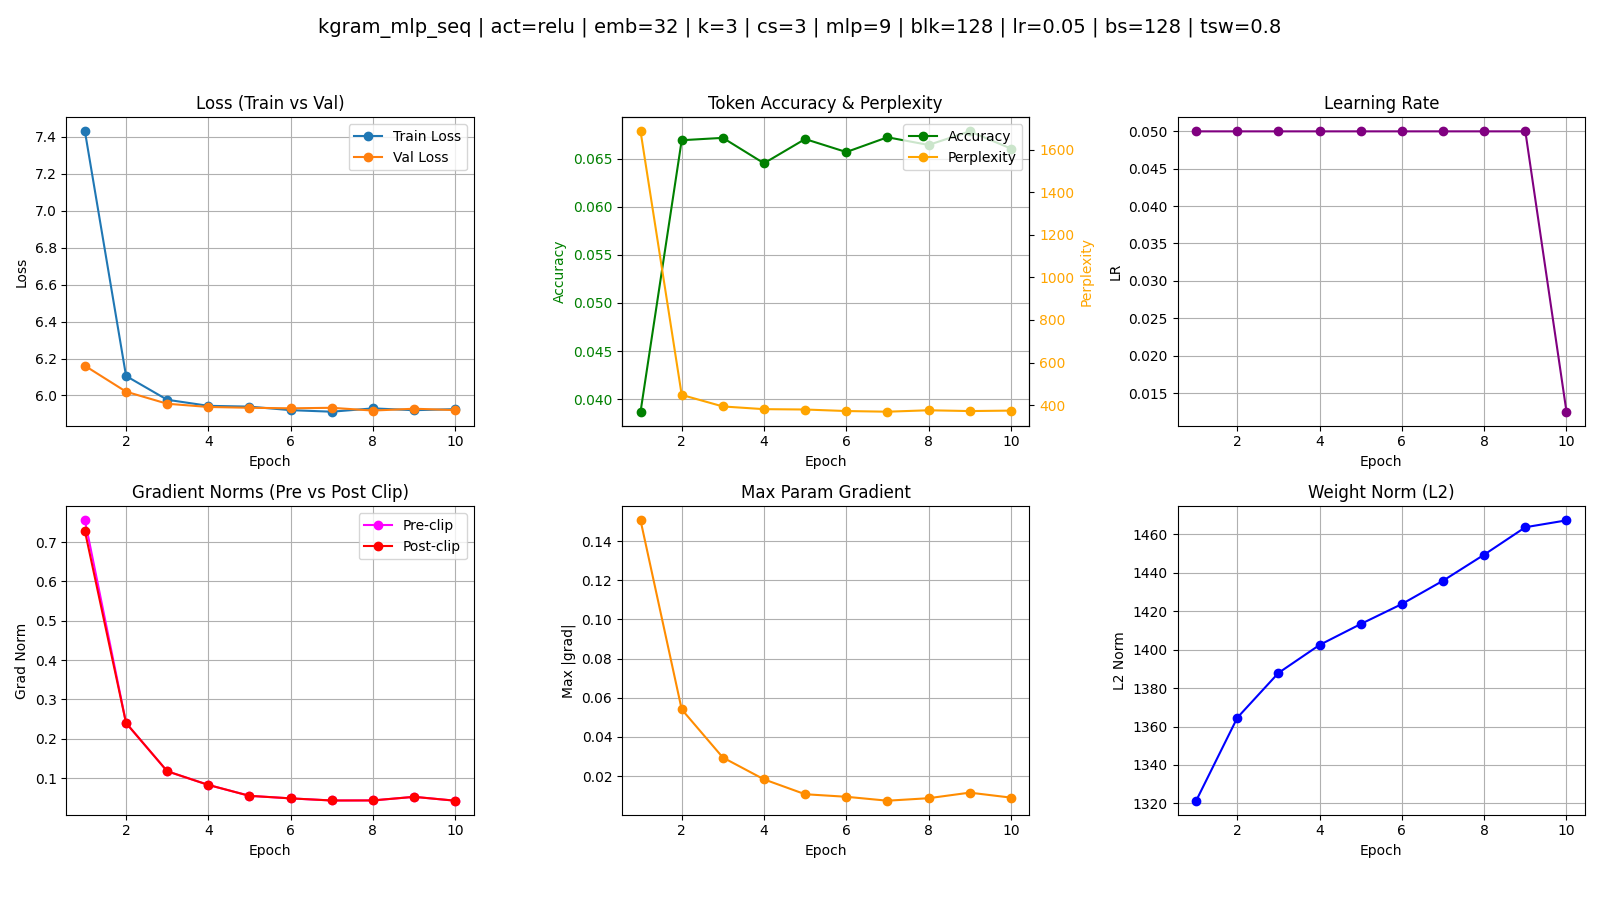 kgram_mlp_seq | act=relu | emb=32 | k=3 | cs=3 | mlp=9 | blk=128 | lr=0.05 | bs=128 | tsw=0.8
Loss (Train vs Val)
Train Loss
Val Loss
7.4
7.2
7.0
6.8
6.6
6.4
6.2
6.0
Loss
2 4 6 8 10
Epoch
Token Accuracy & Perplexity
Accuracy
Perplexity
0.065
0.060
0.055
0.050
0.045
0.040
Accuracy
1600
1400
1200
1000
800
600
400
Perplexity
2 4 6 8 10
Epoch
Learning Rate
0.050
0.045
0.040
0.035
0.030
0.025
0.020
0.015
LR
2 4 6 8 10
Epoch
Gradient Norms (Pre vs Post Clip)
Pre-clip
Post-clip
0.7
0.6
0.5
0.4
0.3
0.2
0.1
Grad Norm
2 4 6 8 10
Epoch
Max Param Gradient
0.14
0.12
0.10
0.08
0.06
0.04
0.02
Max |grad|
2 4 6 8 10
Epoch
Weight Norm (L2)
1460
1440
1420
1400
1380
1360
1340
1320
L2 Norm
2 4 6 8 10
Epoch